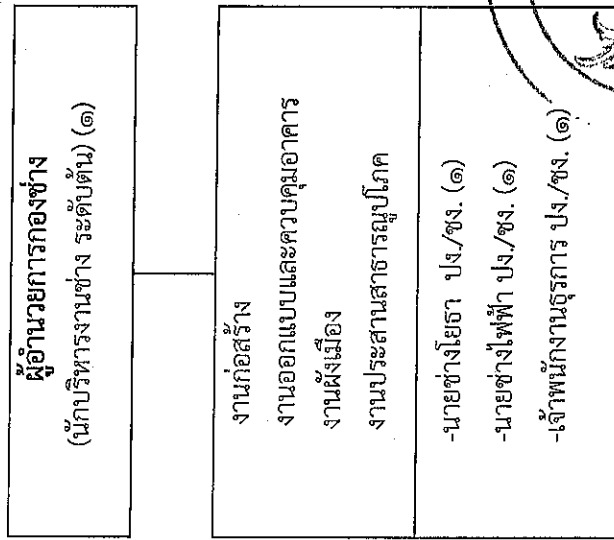 ผู้อำนวยการกองช่าง
(นักบริหารงานช่าง ระดับต้น) (๑)
งานก่อสร้าง
งานออกแบบและควบคุมอาคาร
งานผังเมือง
งานประสานสาธารณูปโภค
-นายช่างโยธา ปง./ชง. (๑)
-นายช่างไฟฟ้า ปง./ชง. (๑)
-เจ้าพนักงานธุรการ ปง./ชง. (๑)